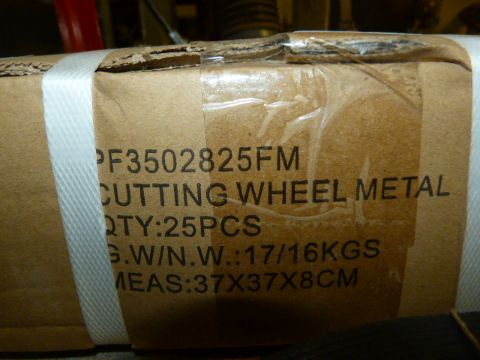 PF3502825FM
CUTTING WHEEL METAL
QTY:25PCS
G.W/N.W.:17/16KGS
MEAS:37X37X8CM